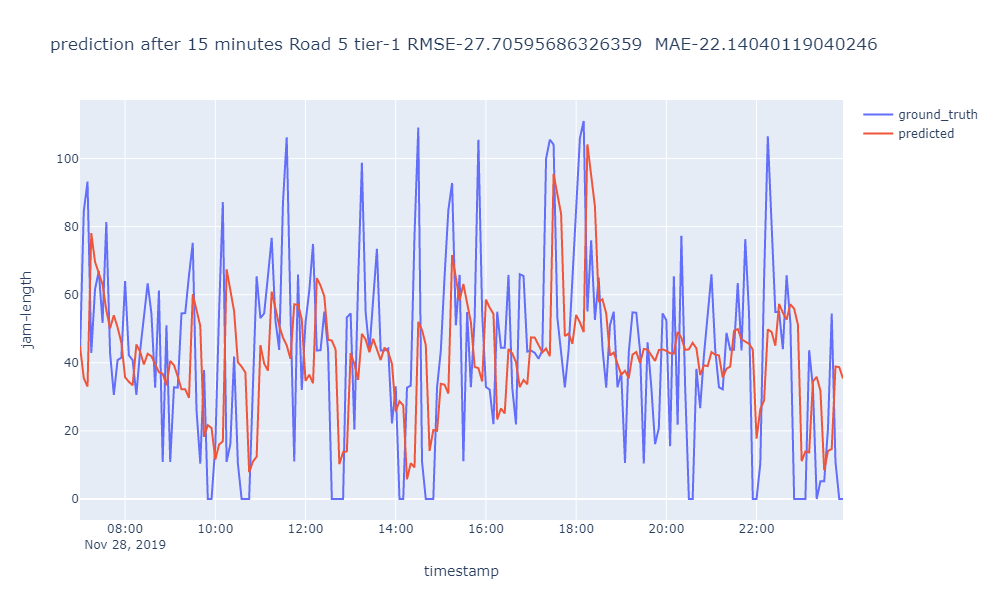 prediction after 15 minutes Road 5 tier-1 RMSE-27.70595686326359  MAE-22.14040119040246
ground_truth
predicted
100
80
60
40
20
0
jam-length
08:00 10:00 12:00 14:00 16:00 18:00 20:00 22:00
Nov 28, 2019
timestamp